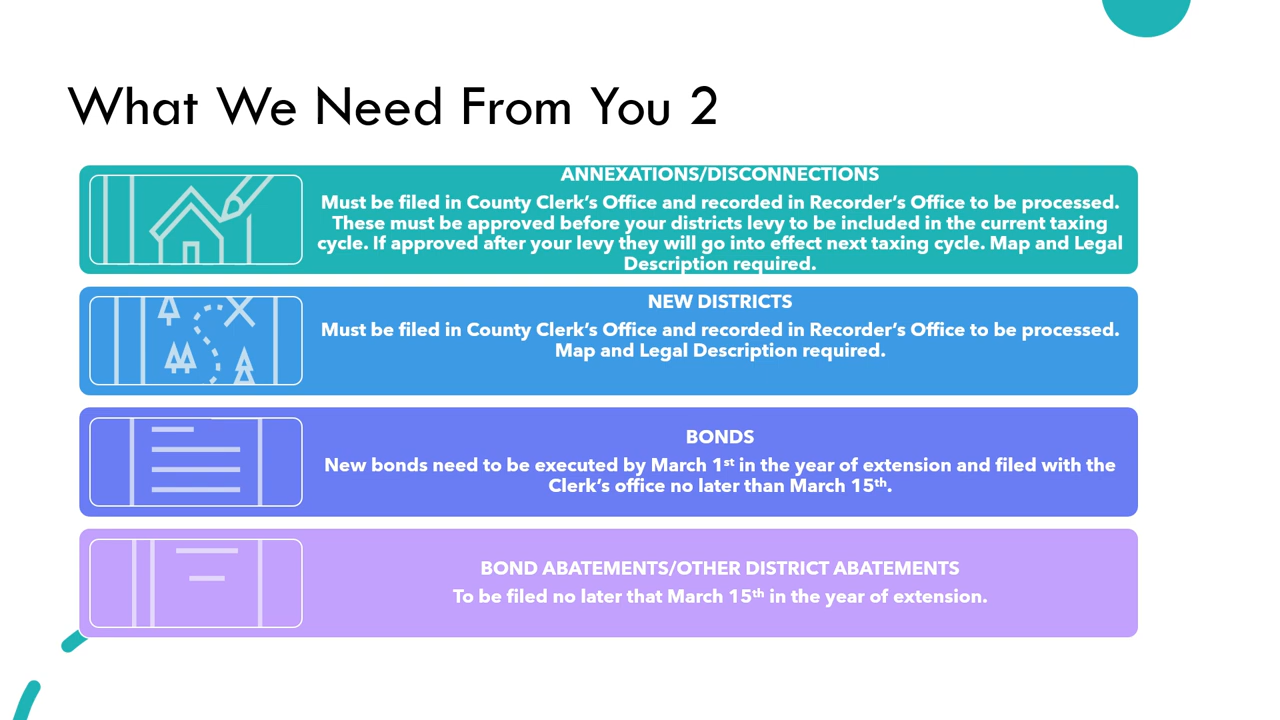 What We Need From You 2
ANNEXATIONS/DISCONNECTIONS
Must be filed in County Clerk’s Office and recorded in Recorder’s Office to be processed.
These must be approved before your districts levy to be included in the current taxing
cycle. If approved after your levy they will go into effect next taxing cycle. Map and Legal
Description required.
NEW DISTRICTS
Must be filed in County Clerk’s Office and recorded in Recorder’s Office to be processed.
Map and Legal Description required.
BONDS
New bonds need to be executed by March 1st in the year of extension and filed with the
Clerk’s office no later than March 15th.
BOND ABATEMENTS/OTHER DISTRICT ABATEMENTS
To be filed no later that March 15th in the year of extension.